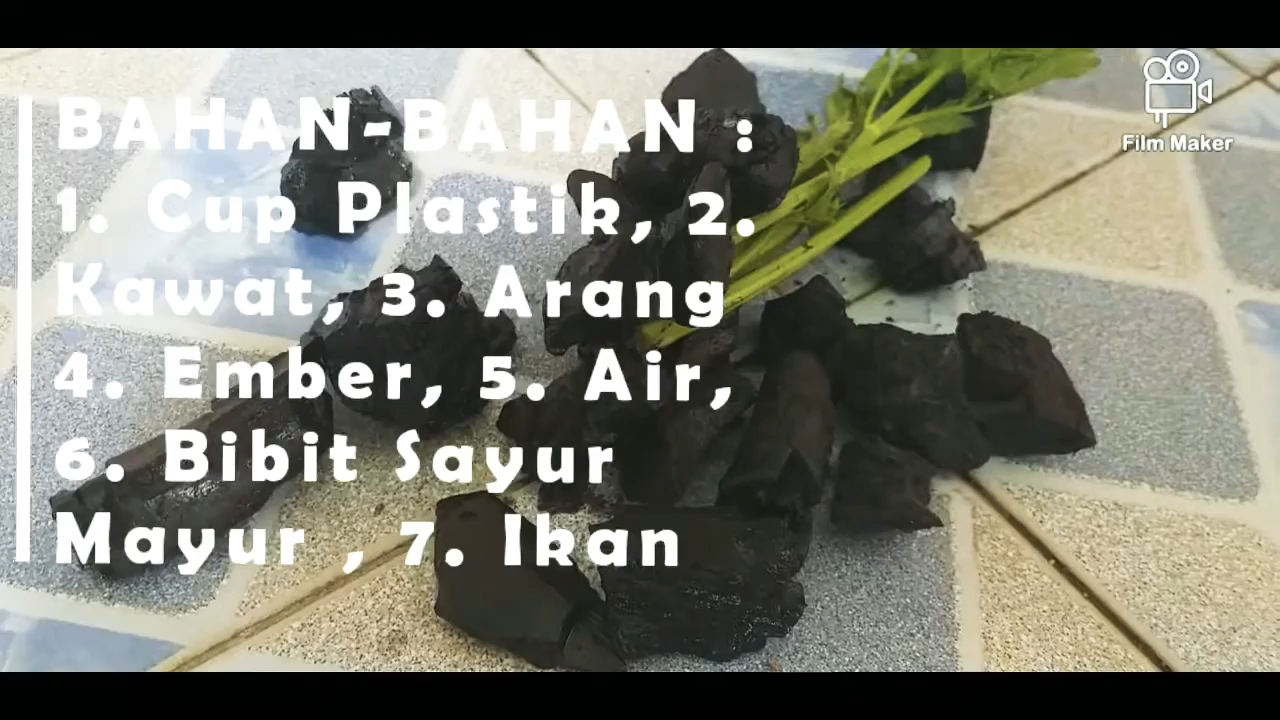 BAHAN-BAHAN :
1. Cup Plastik, 2.
Kawat, 3. Arang
4. Ember, 5. Air,
6. Bibit Sayur
Mayur , 7. Ikan
Film Maker